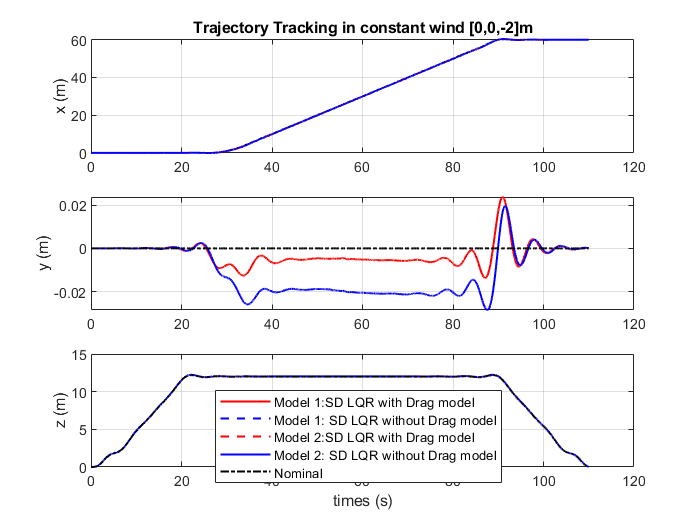 Trajectory Tracking in constant wind [0,0,-2]m
60
40
20
0
x (m)
0 20 40 60 80 100 120
0.02
0
-0.02
y (m)
0 20 40 60 80 100 120
15
10
5
0
z (m)
Model 1:SD LQR with Drag model
Model 1: SD LQR without Drag model
Model 2:SD LQR with Drag model
Model 2: SD LQR without Drag model
Nominal
0 20 40 60 80 100 120
times (s)